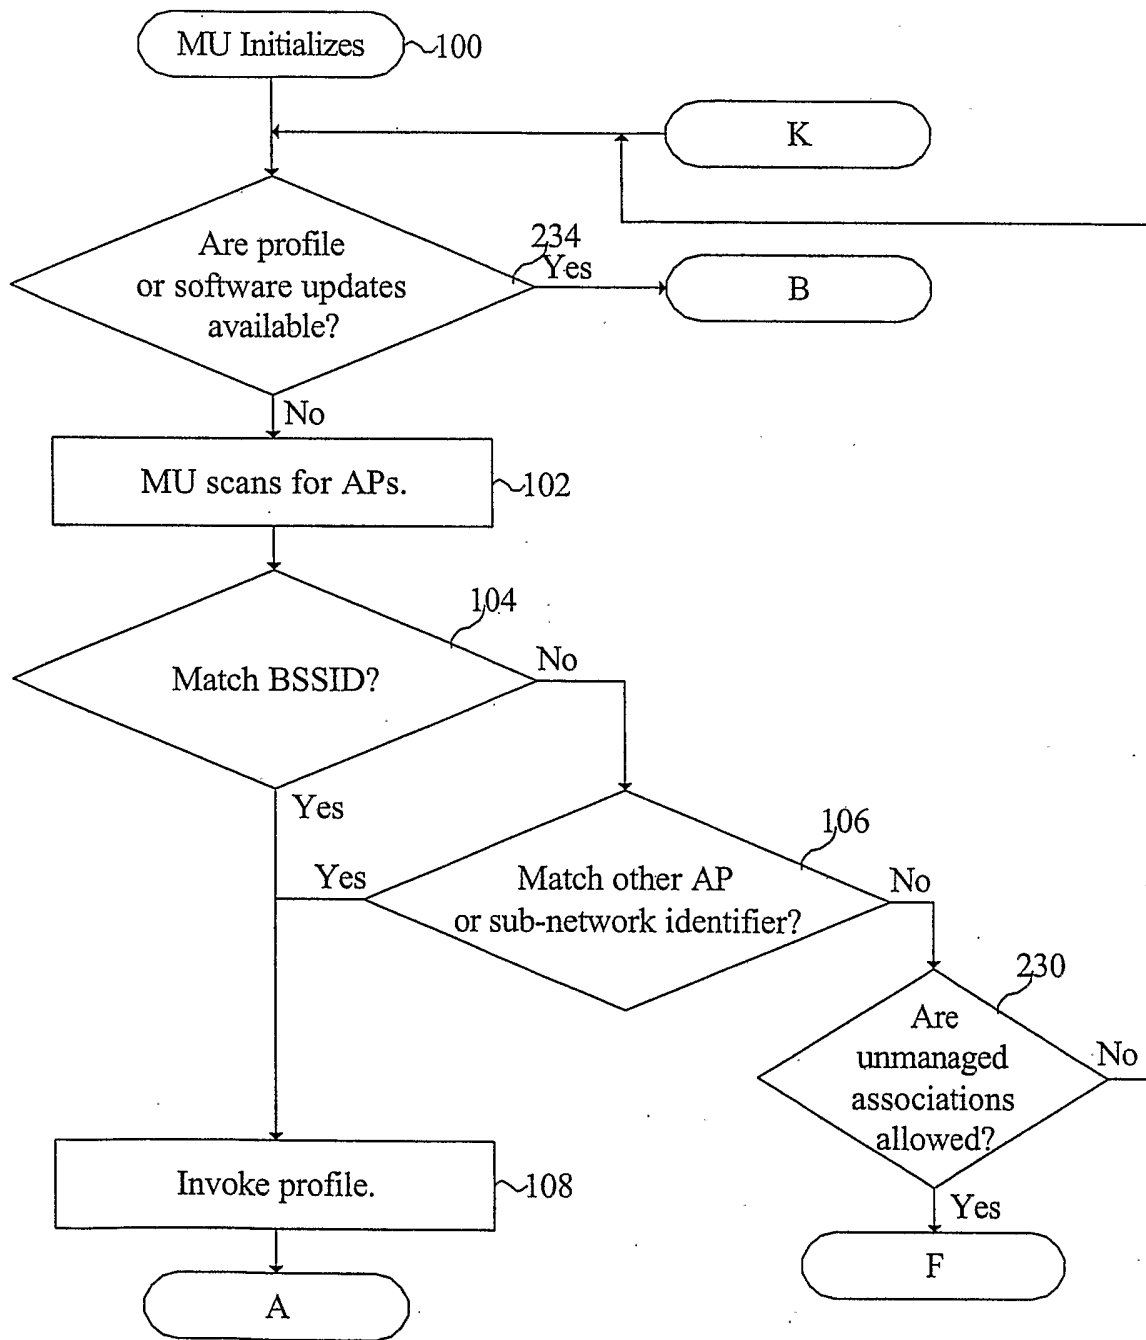 MU Initializes
100
K
Are profile
or software updates
available?
234
Yes
B
No
MU scans for APs.
102
104
Match BSSID?
No
Yes
106
Yes
Match other AP
or sub-network identifier?
No
230
Are
unmanaged
associations
allowed?
No
Invoke profile.
108
Yes
F
A